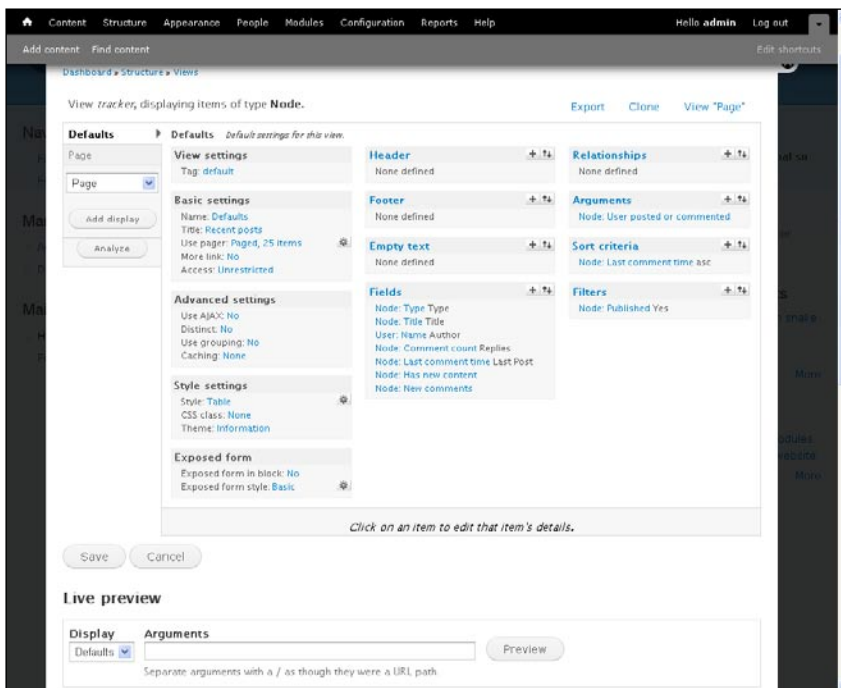 Content Structure Appearance People Modules Configuration Reports Help Hello admin Log out
Add content Find content Edit shortcuts
Dashboard » Structure » Views
View tracker, displaying items of type Node.
Export Clone View "Page"
Defaults
Page
Page
Add display
Analyze
Defaults Default settings for this view.
View settings
Tag: default
Basic settings
Name: Defaults
Title: Recent posts
Use pager: Paged, 25 items
More link: No
Access: Unrestricted
Advanced settings
Use AJAX: No
Distinct: No
Use grouping: No
Caching: None
Style settings
Style: Table
CSS class: None
Theme: Information
Exposed form
Exposed form in block: No
Exposed form style: Basic
Header
None defined
Footer
None defined
Empty text
None defined
Fields
Node: Type Type
Node: Title Title
User: Name Author
Node: Comment count Replies
Node: Last comment time Last Post
Node: Has new content
Node: New comments
Relationships
None defined
Arguments
Node: User posted or commented
Sort criteria
Node: Last comment time asc
Filters
Node: Published Yes
Click on an item to edit that item's details.
Save Cancel
Live preview
Display Arguments
Defaults
Preview
Separate arguments with a / as though they were a URL path
More
More